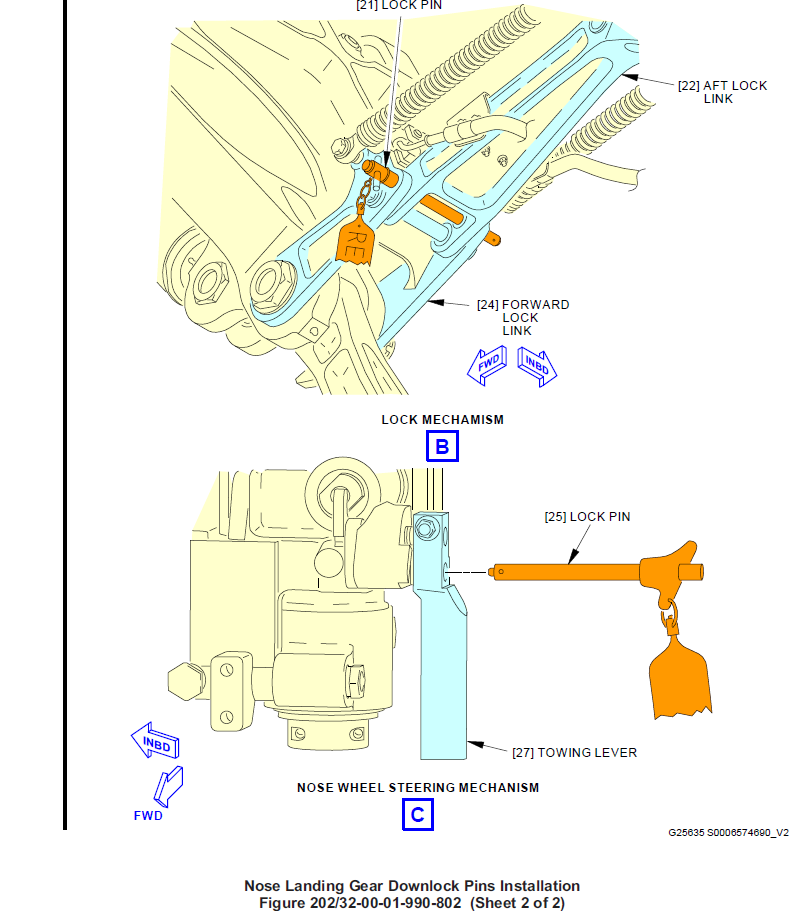 [21] LOCK PIN
[22] AFT LOCK
LINK
RE
[24] FORWARD
LOCK
LINK
FWD
INBD
LOCK MECHAMISM
B
[25] LOCK PIN
[27] TOWING LEVER
INBD
FWD
NOSE WHEEL STEERING MECHANISM
C
G25635 S0006574690_V2
Nose Landing Gear Downlock Pins Installation
Figure 202/32-00-01-990-802 (Sheet 2 of 2)